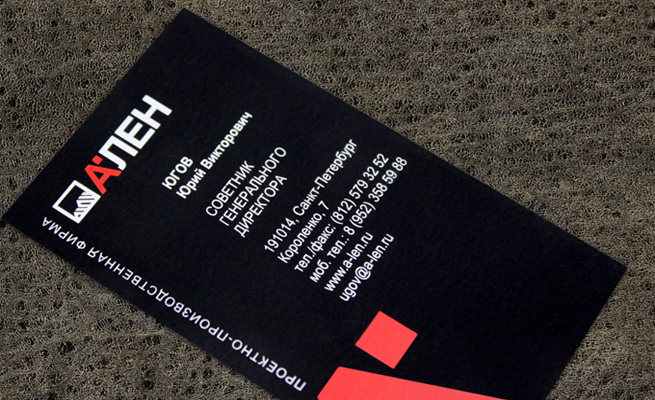 А'ЛЕН
ПРОЕКТНО-ПРОИЗВОДСТВЕННАЯ ФИРМА
ЮГОВ
Юрий Викторович
СОВЕТНИК
ГЕНЕРАЛЬНОГО
ДИРЕКТОРА
191014, Санкт-Петербург
Короленко, 7
тел./факс: (812) 579 32 52
моб. тел.: 8 (952) 358 59 88
www.a-len.ru
ugov@a-len.ru